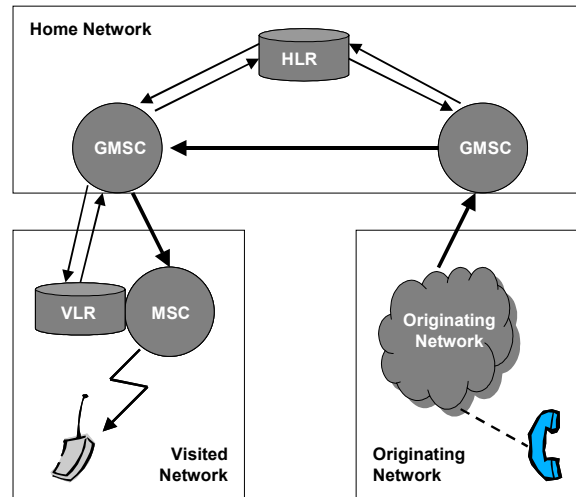 Home Network
HLR
GMSC
GMSC
VLR
MSC
Originating
Network
Visited
Network
Originating
Network